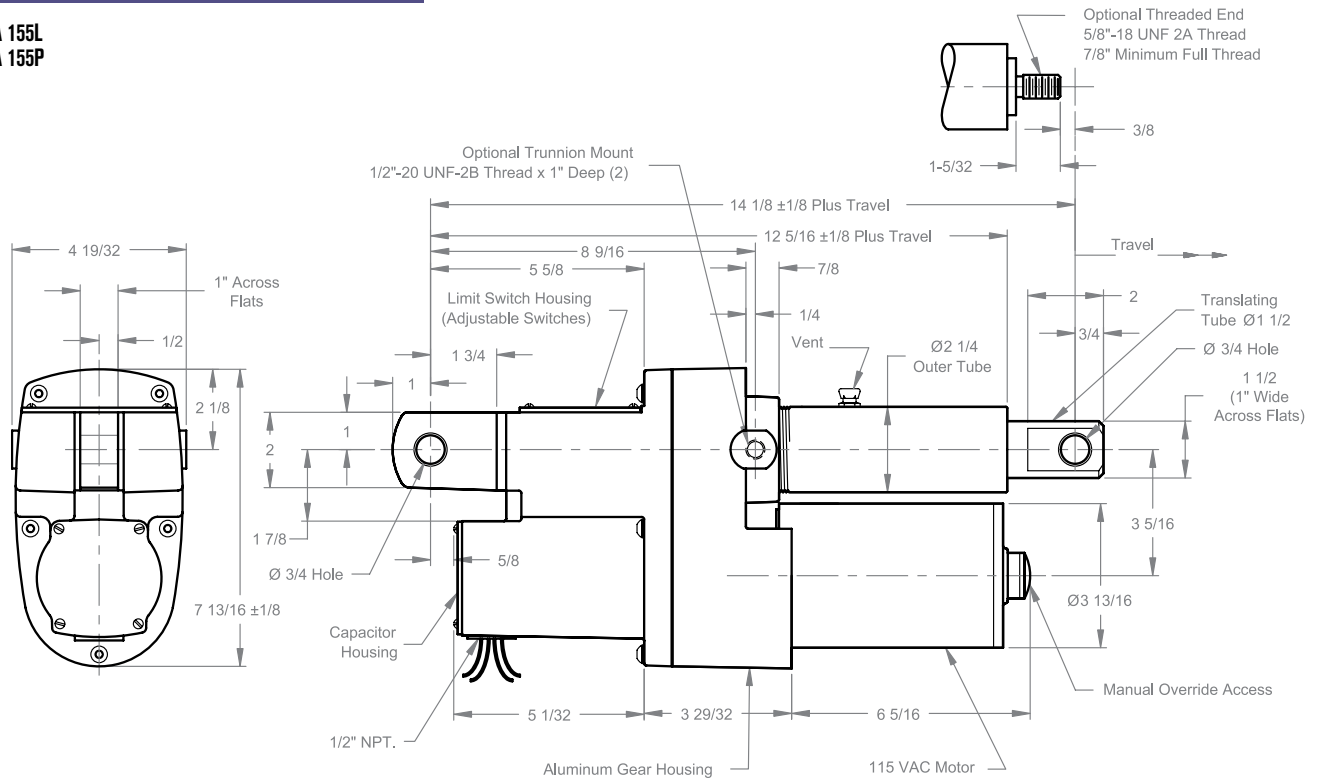 A 155L
A 155P
Optional Threaded End
5/8"-18 UNF 2A Thread
7/8" Minimum Full Thread
3/8
1-5/32
Optional Trunnion Mount
1/2"-20 UNF-2B Thread x 1" Deep (2)
14 1/8 ±1/8 Plus Travel
12 5/16 ±1/8 Plus Travel
8 9/16
5 5/8
7/8
Travel
4 19/32
1" Across
Flats
1/2
Limit Switch Housing
(Adjustable Switches)
1/4
2
Translating
Tube Ø1 1/2
3/4
Vent
Ø2 1/4
Outer Tube
Ø 3/4 Hole
1 3/4
1
1 1/2
(1" Wide
Across Flats)
2 1/8
1
2
1 7/8
3 5/16
5/8
Ø 3/4 Hole
7 13/16 ±1/8
Ø3 13/16
Capacitor
Housing
Manual Override Access
5 1/32
3 29/32
6 5/16
1/2" NPT.
Aluminum Gear Housing
115 VAC Motor